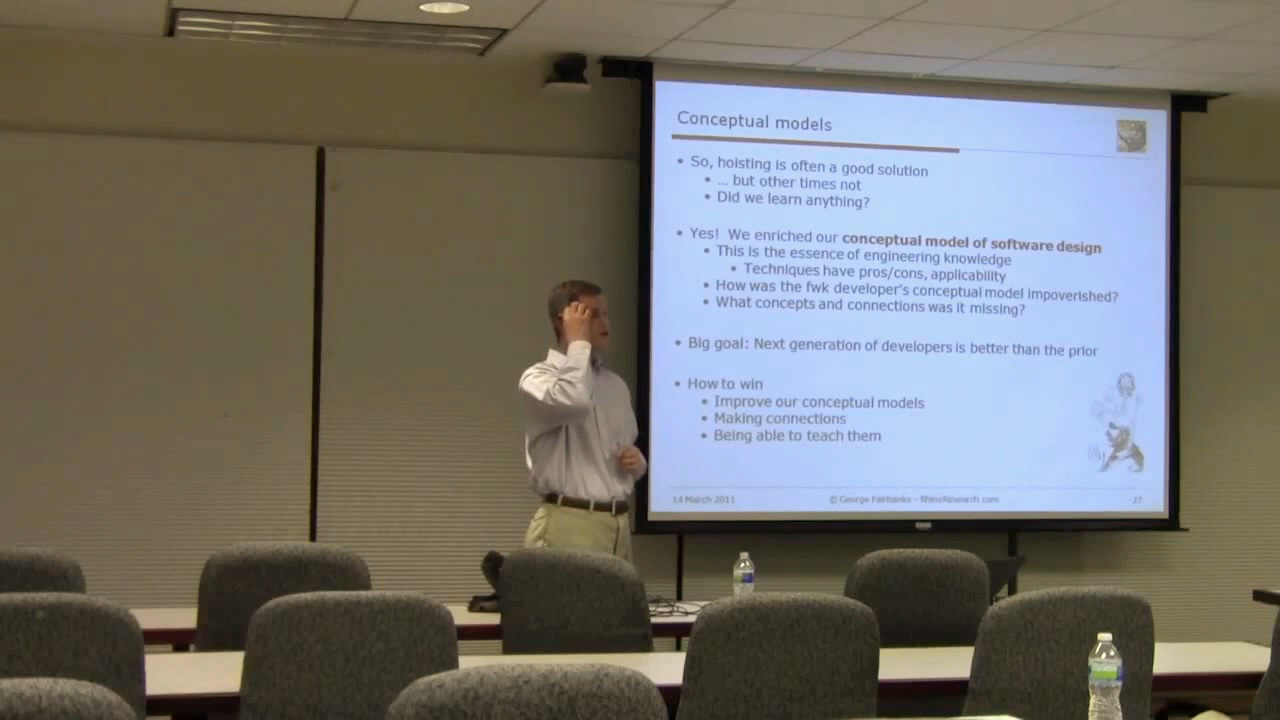 Conceptual models
• So, hoisting is often a good solution
• ... but other times not
• Did we learn anything?
• Yes! We enriched our conceptual model of software design
• This is the essence of engineering knowledge
• Techniques have pros/cons, applicability
• How was the fwk developer's conceptual model impoverished?
• What concepts and connections was it missing?
• Big goal: Next generation of developers is better than the prior
• How to win
• Improve our conceptual models
• Making connections
• Being able to teach them
14 March 2011
© George Fairbanks - RhinoResearch.com